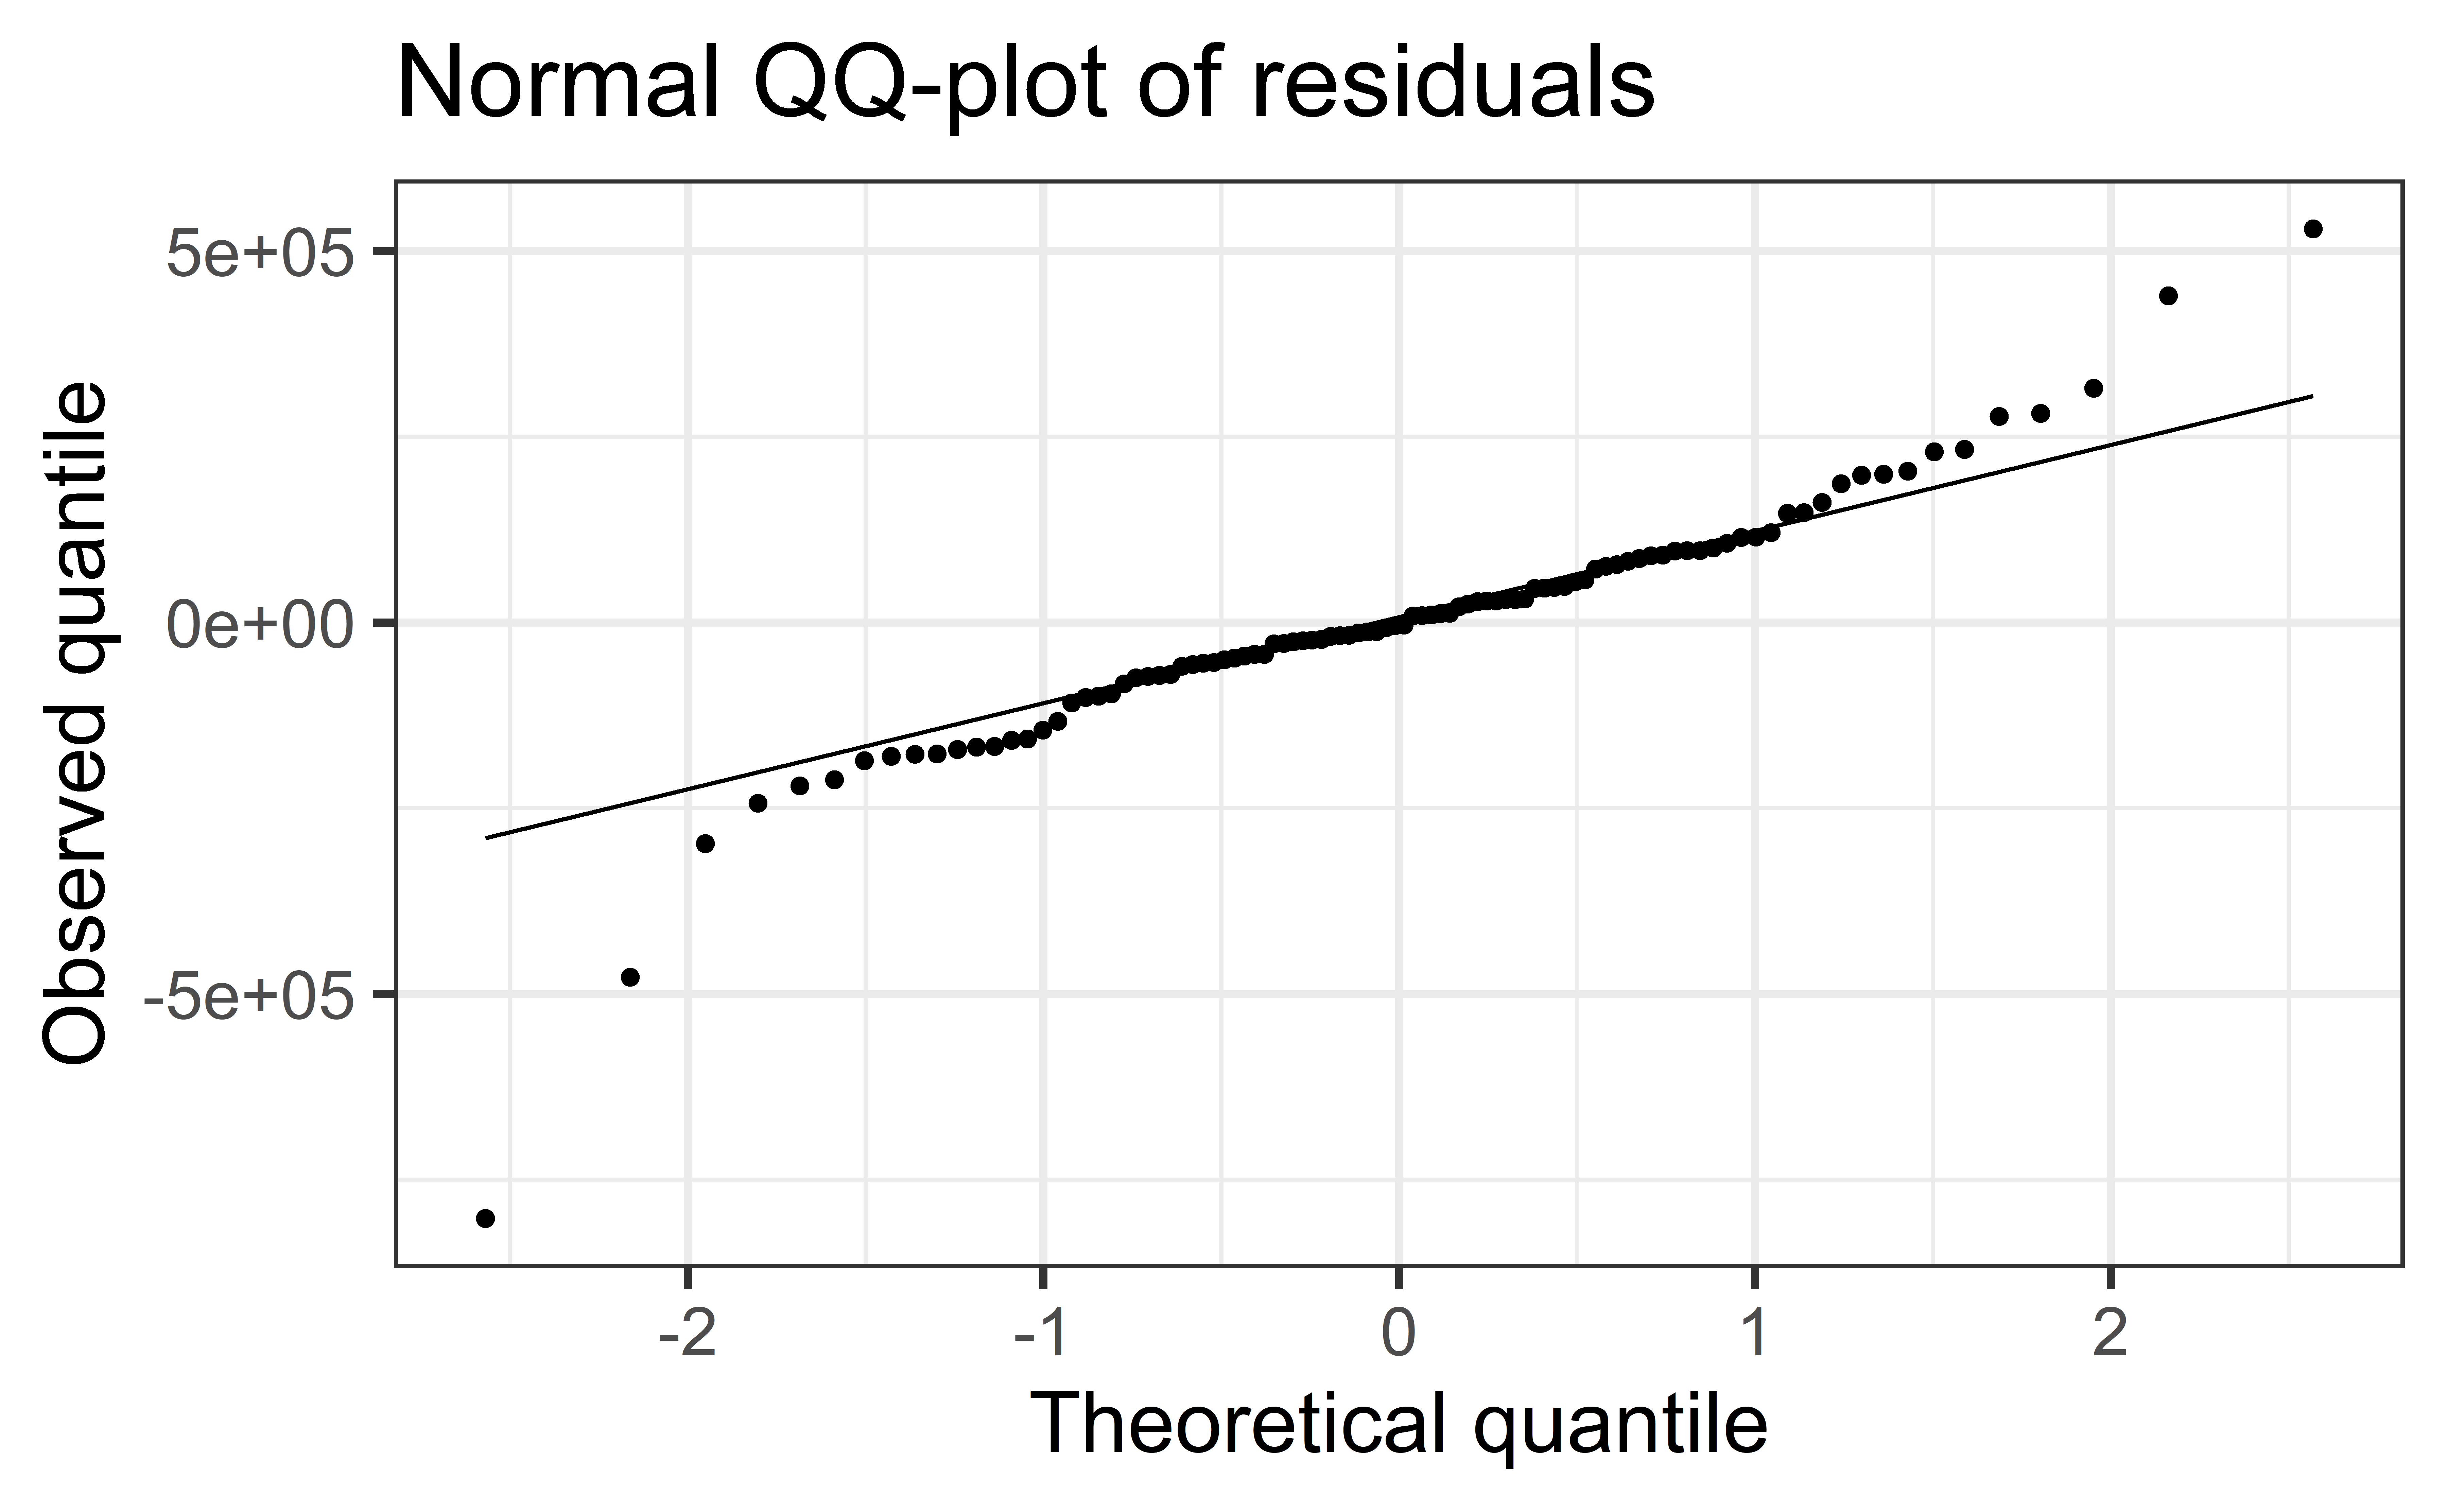 Normal QQ-plot of residuals
Observed quantile
5e+05
0e+00
-5e+05
-2
-1
0
1
2
Theoretical quantile